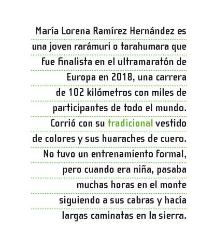 María Lorena Ramírez Hernández es
una joven rarámuri o tarahumara que
fue finalista en el ultramaratón de
Europa en 2018, una carrera
de 102 kilómetros con miles de
participantes de todo el mundo.
Corrió con su tradicional vestido
de colores y sus huaraches de cuero.
No tuvo un entrenamiento formal,
pero cuando era niña, pasaba
muchas horas en el monte
siguiendo a sus cabras y hacía
largas caminatas en la sierra.